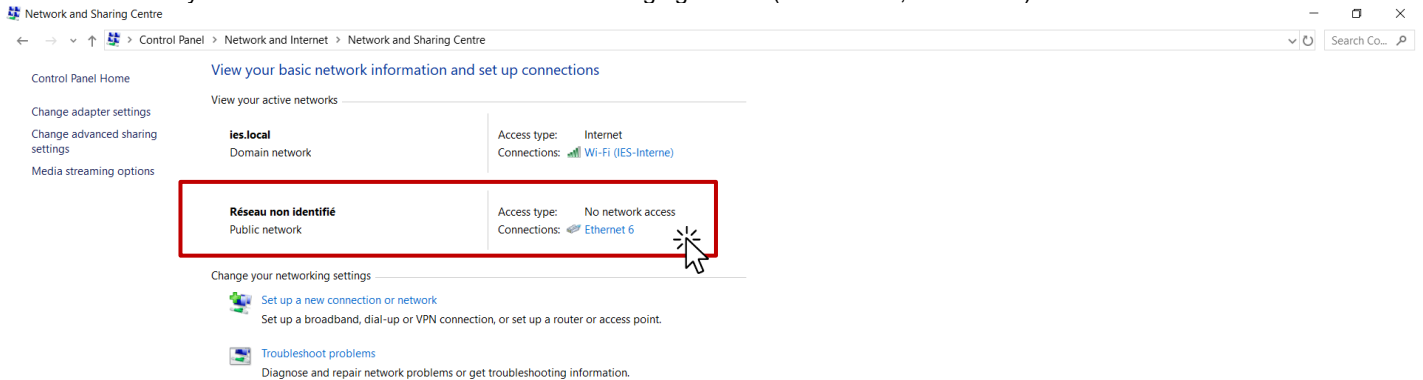 Network and Sharing Centre
Control Panel > Network and Internet > Network and Sharing Centre
Search Co...
Control Panel Home
Change adapter settings
Change advanced sharing
settings
Media streaming options
View your basic network information and set up connections
View your active networks
ies.local
Domain network
Access type: Internet
Connections: Wi-Fi (IES-Interne)
Réseau non identifié
Public network
Access type: No network access
Connections: Ethernet 6
Change your networking settings
Set up a new connection or network
Set up a broadband, dial-up or VPN connection, or set up a router or access point.
Troubleshoot problems
Diagnose and repair network problems or get troubleshooting information.